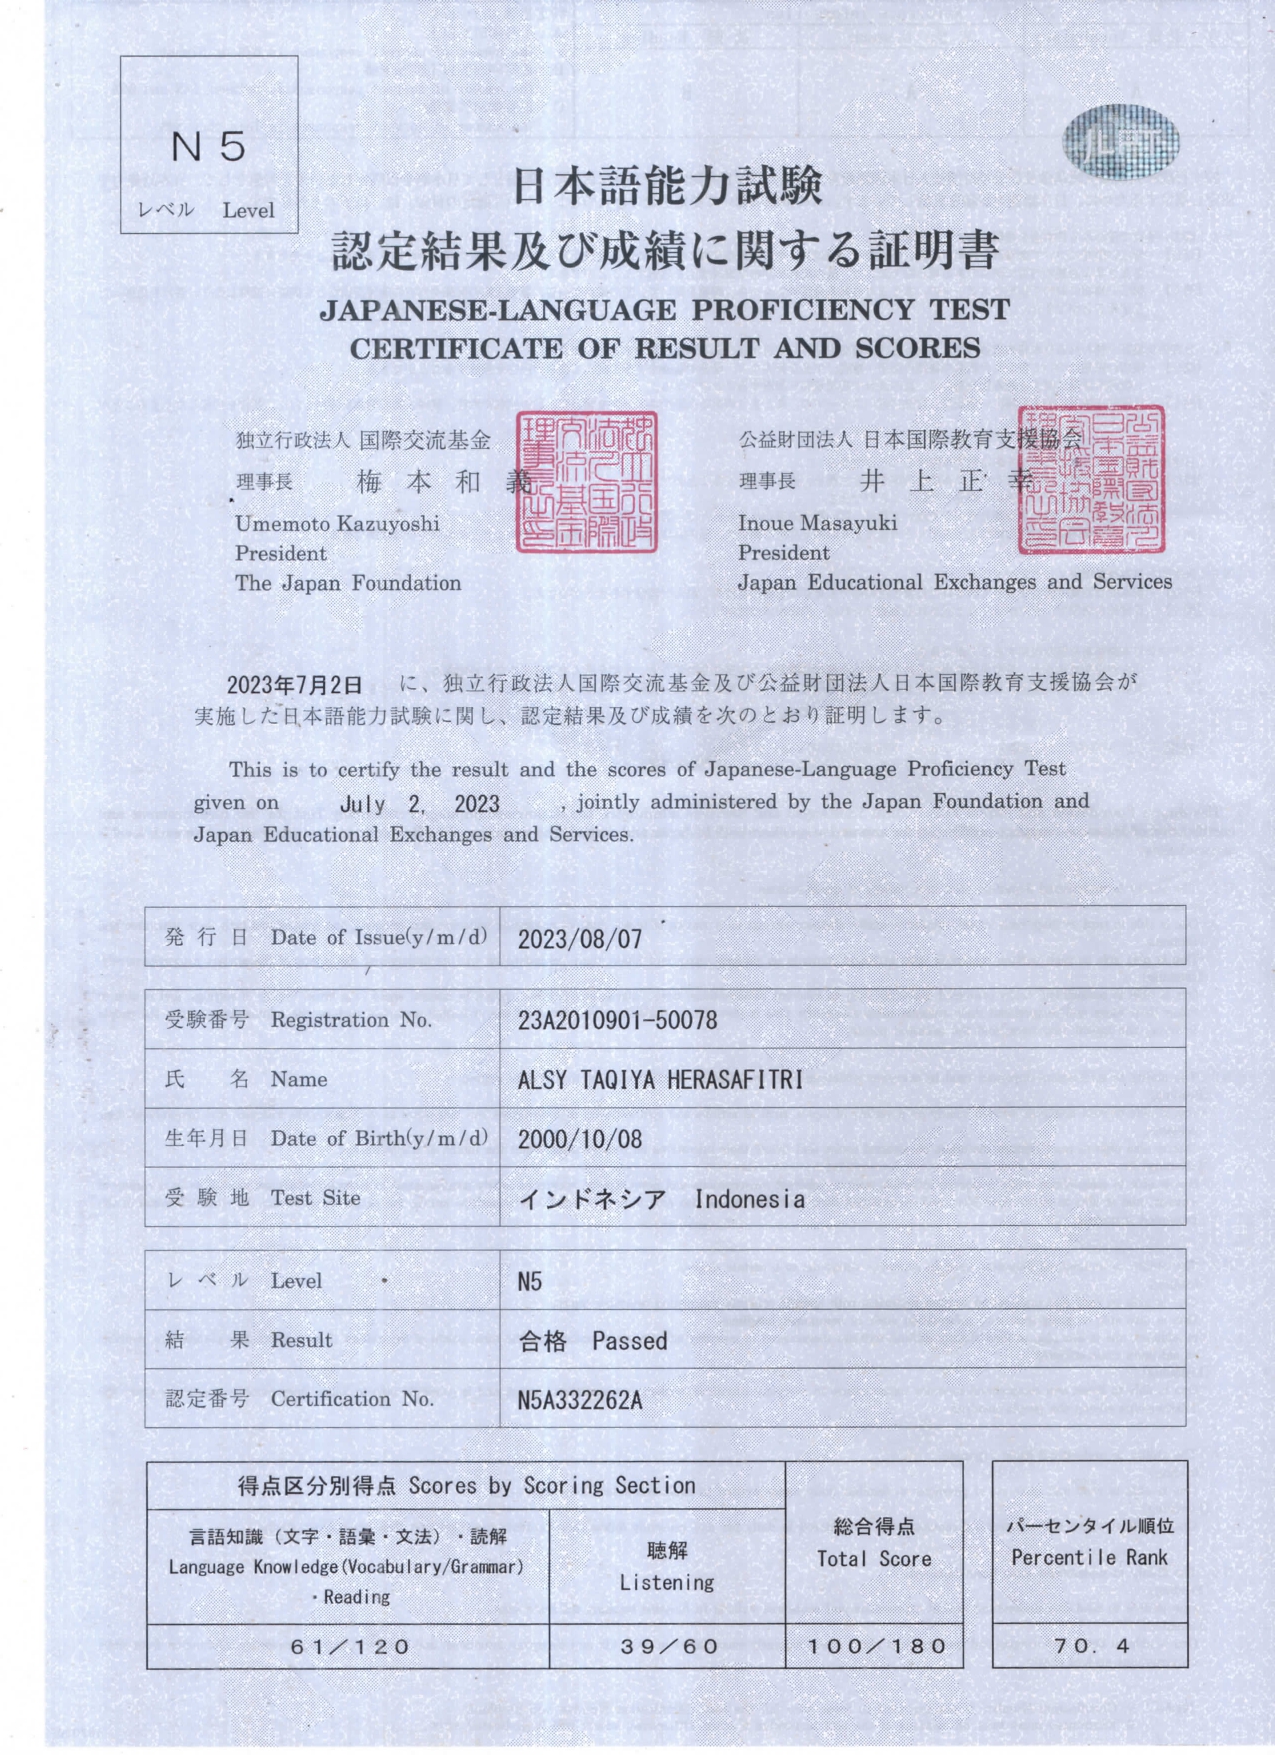 N5
レベル Level
JLPT
日本語能力試験
認定結果及び成績に関する証明書
JAPANESE-LANGUAGE PROFICIENCY TEST
CERTIFICATE OF RESULT AND SCORES
独立行政法人 国際交流基金
理事長 梅本和義
Umemoto Kazuyoshi
President
The Japan Foundation
公益財団法人 日本国際教育支援協会
理事長 井上正幸
Inoue Masayuki
President
Japan Educational Exchanges and Services
2023年7月2日 に、独立行政法人国際交流基金及び公益財団法人日本国際教育支援協会が
実施した日本語能力試験に関し、認定結果及び成績を次のとおり証明します。
This is to certify the result and the scores of Japanese-Language Proficiency Test
given on July 2, 2023 , jointly administered by the Japan Foundation and
Japan Educational Exchanges and Services.
発行日 Date of Issue(y/m/d) 2023/08/07
受験番号 Registration No. 23A2010901-50078
氏名 Name ALSY TAQIYA HERASAFITRI
生年月日 Date of Birth(y/m/d) 2000/10/08
受験地 Test Site インドネシア Indonesia
レベル Level N5
結果 Result 合格 Passed
認定番号 Certification No. N5A332262A
得点区分別得点 Scores by Scoring Section
言語知識（文字・語彙・文法）・読解
Language Knowledge(Vocabulary/Grammar)
・Reading
聴解
Listening
総合得点
Total Score
パーセンタイル順位
Percentile Rank
61／120 39／60 100／180 70.4